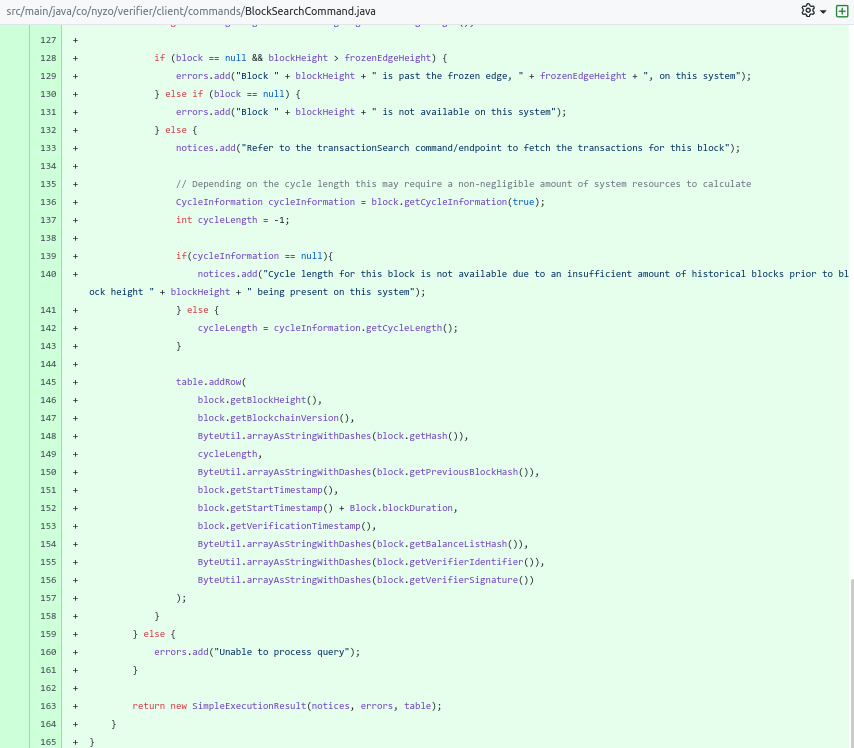 src/main/java/co/nyzo/verifier/client/commands/BlockSearchCommand.java
127 +
128 + if (block == null && blockHeight > frozenEdgeHeight) {
129 + errors.add("Block " + blockHeight + " is past the frozen edge, " + frozenEdgeHeight + ", on this system");
130 + } else if (block == null) {
131 + errors.add("Block " + blockHeight + " is not available on this system");
132 + } else {
133 + notices.add("Refer to the transactionSearch command/endpoint to fetch the transactions for this block");
134 +
135 + // Depending on the cycle length this may require a non-negligible amount of system resources to calculate
136 + CycleInformation cycleInformation = block.getCycleInformation(true);
137 + int cycleLength = -1;
138 +
139 + if(cycleInformation == null){
140 + notices.add("Cycle length for this block is not available due to an insufficient amount of historical blocks prior to bl
ock height " + blockHeight + " being present on this system");
141 + } else {
142 + cycleLength = cycleInformation.getCycleLength();
143 + }
144 +
145 + table.addRow(
146 + block.getBlockHeight(),
147 + block.getBlockchainVersion(),
148 + ByteUtil.arrayAsStringWithDashes(block.getHash()),
149 + cycleLength,
150 + ByteUtil.arrayAsStringWithDashes(block.getPreviousBlockHash()),
151 + block.getStartTimestamp(),
152 + block.getStartTimestamp() + Block.blockDuration,
153 + block.getVerificationTimestamp(),
154 + ByteUtil.arrayAsStringWithDashes(block.getBalanceListHash()),
155 + ByteUtil.arrayAsStringWithDashes(block.getVerifierIdentifier()),
156 + ByteUtil.arrayAsStringWithDashes(block.getVerifierSignature())
157 + );
158 + }
159 + } else {
160 + errors.add("Unable to process query");
161 + }
162 +
163 + return new SimpleExecutionResult(notices, errors, table);
164 + }
165 + }